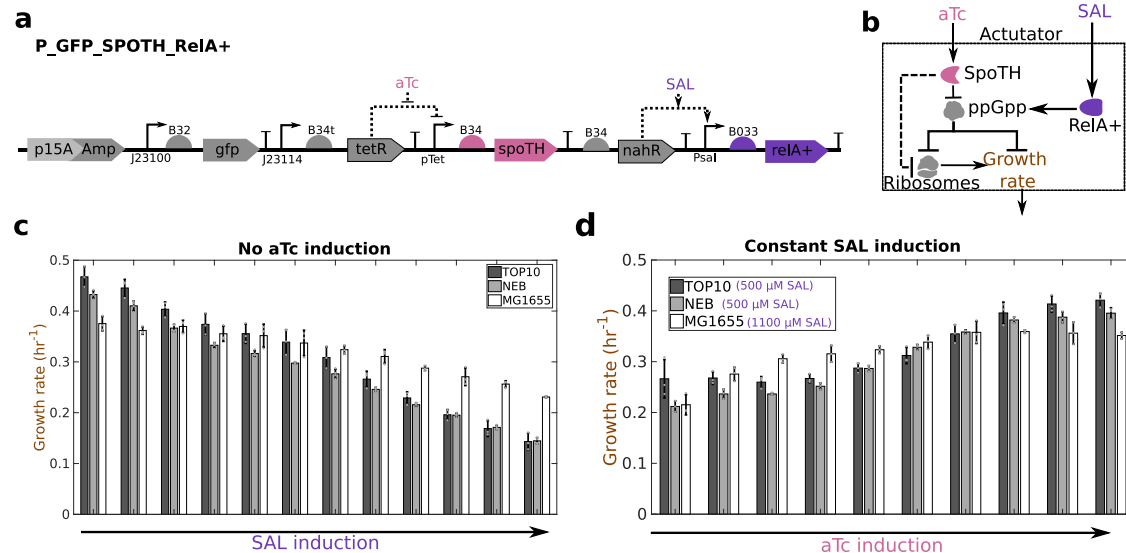 a
P_GFP_SPOTH_RelA+
aTc
SAL
B32
B34t
B34
B34
B033
p15A
Amp
gfp
tetR
spoTH
nahR
relA+
J23100
J23114
pTet
Psal
b
aTc
SAL
Actutator
SpoTH
ppGpp
RelA+
Ribosomes
Growth
rate
c
No aTc induction
TOP10
NEB
MG1655
Growth rate (hr⁻¹)
0.5
0.4
0.3
0.2
0.1
0
SAL induction
d
Constant SAL induction
TOP10 (500 μM SAL)
NEB (500 μM SAL)
MG1655 (1100 μM SAL)
Growth rate (hr⁻¹)
0.5
0.4
0.3
0.2
0.1
0
aTc induction